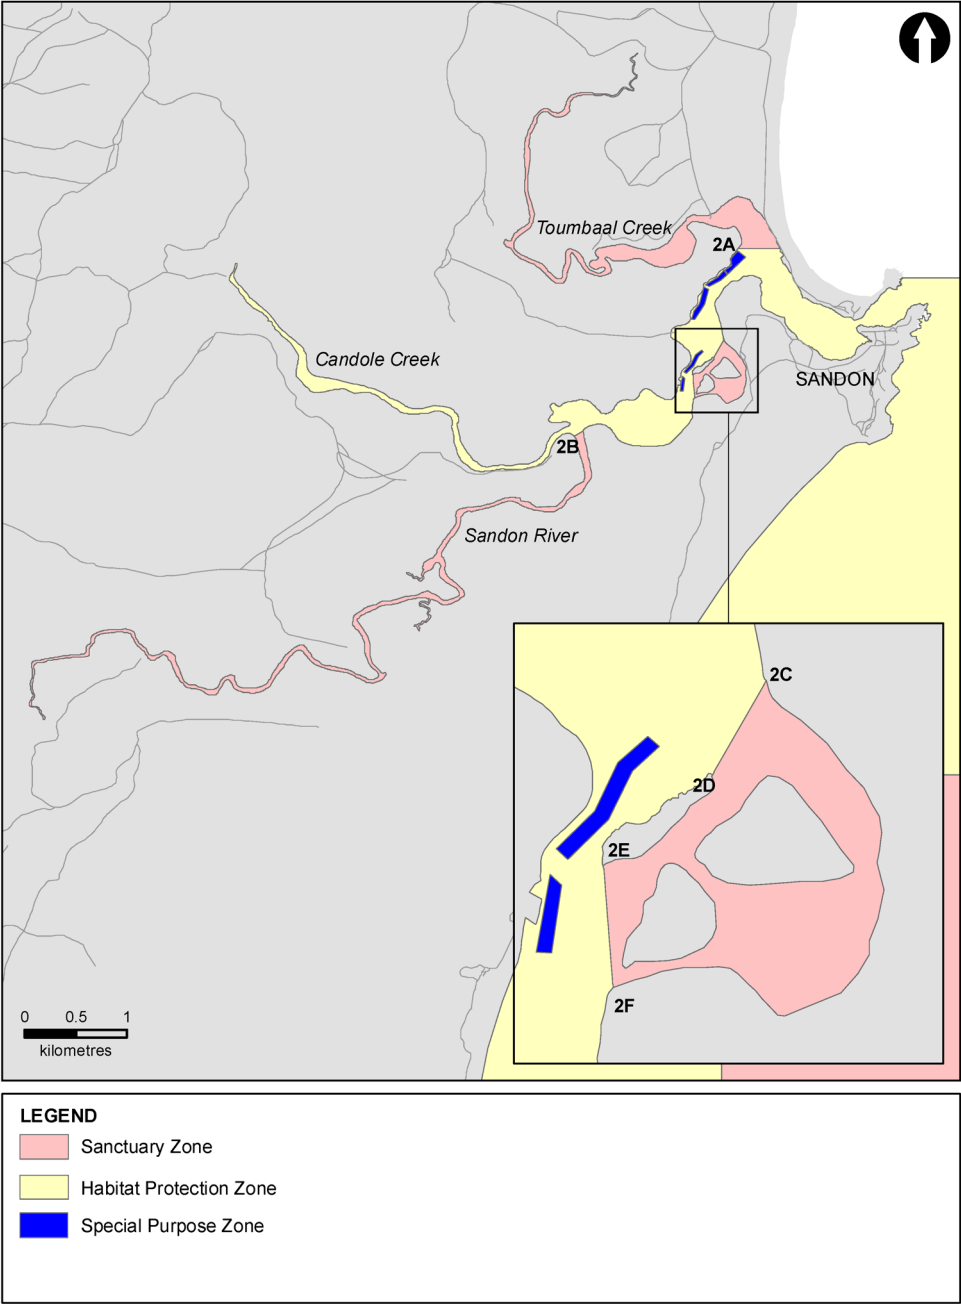 Toumbaal Creek
2A
Candole Creek
SANDON
2B
Sandon River
2C
2D
2E
2F
0 0.5 1
kilometres
LEGEND
Sanctuary Zone
Habitat Protection Zone
Special Purpose Zone